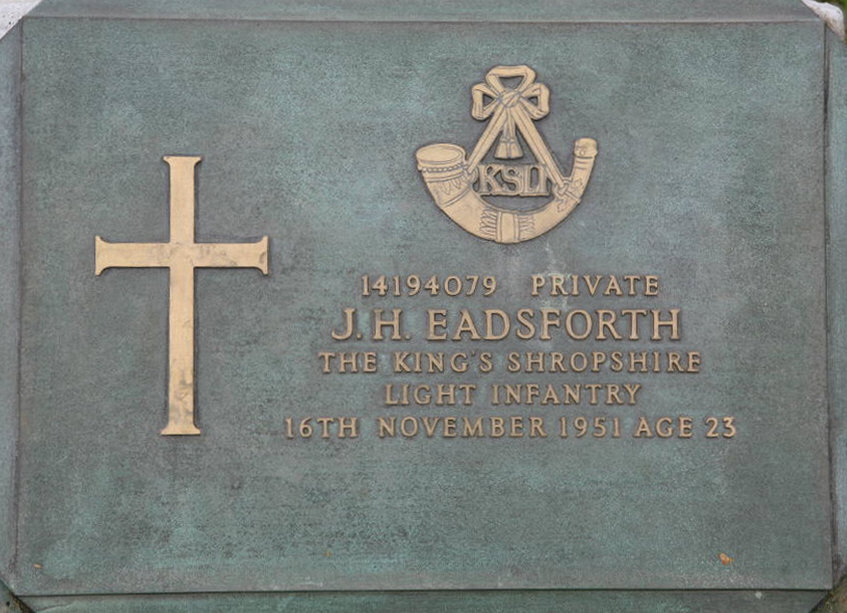 KSLI
14194079 PRIVATE
J.H. EADSFORTH
THE KING'S SHROPSHIRE
LIGHT INFANTRY
16TH NOVEMBER 1951 AGE 23